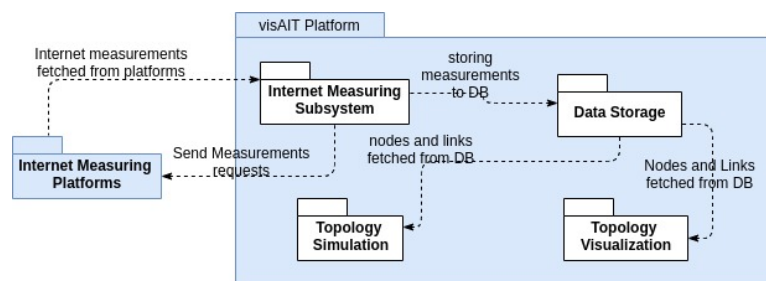 visAIT Platform
Internet measurements
fetched from platforms
storing
measurements
to DB
Internet Measuring
Subsystem
Data Storage
nodes and links
fetched from DB
Send Measurements
requests
Internet Measuring
Platforms
Nodes and Links
fetched from DB
Topology
Simulation
Topology
Visualization